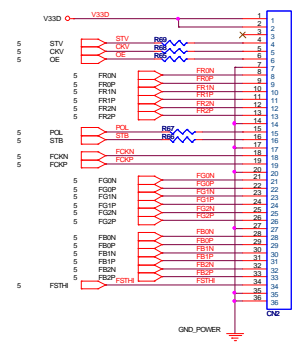 V33D V33D 1
2
3
5 STV STV R69 4
5 CKV CKV R68 5
5 OE OE 6
7
5 FR0N FR0N 8
5 FR0P FR0P 9
5 FR1N FR1N 10
5 FR1P FR1P 11
5 FR2N FR2N 12
5 FR2P FR2P 13
14
5 POL POL R67 15
5 STB STB 16
17
5 FCKN FCKN 18
5 FCKP FCKP 19
20
5 FG0N FG0N 21
5 FG0P FG0P 22
5 FG1N FG1N 23
5 FG1P FG1P 24
5 FG2N FG2N 25
5 FG2P FG2P 26
27
5 FB0N FB0N 28
5 FB0P FB0P 29
5 FB1N FB1N 30
5 FB1P FB1P 31
5 FB2N FB2N 32
5 FB2P FB2P 33
5 FSTHI FSTHI 34
35
36
CN2
GND_POWER